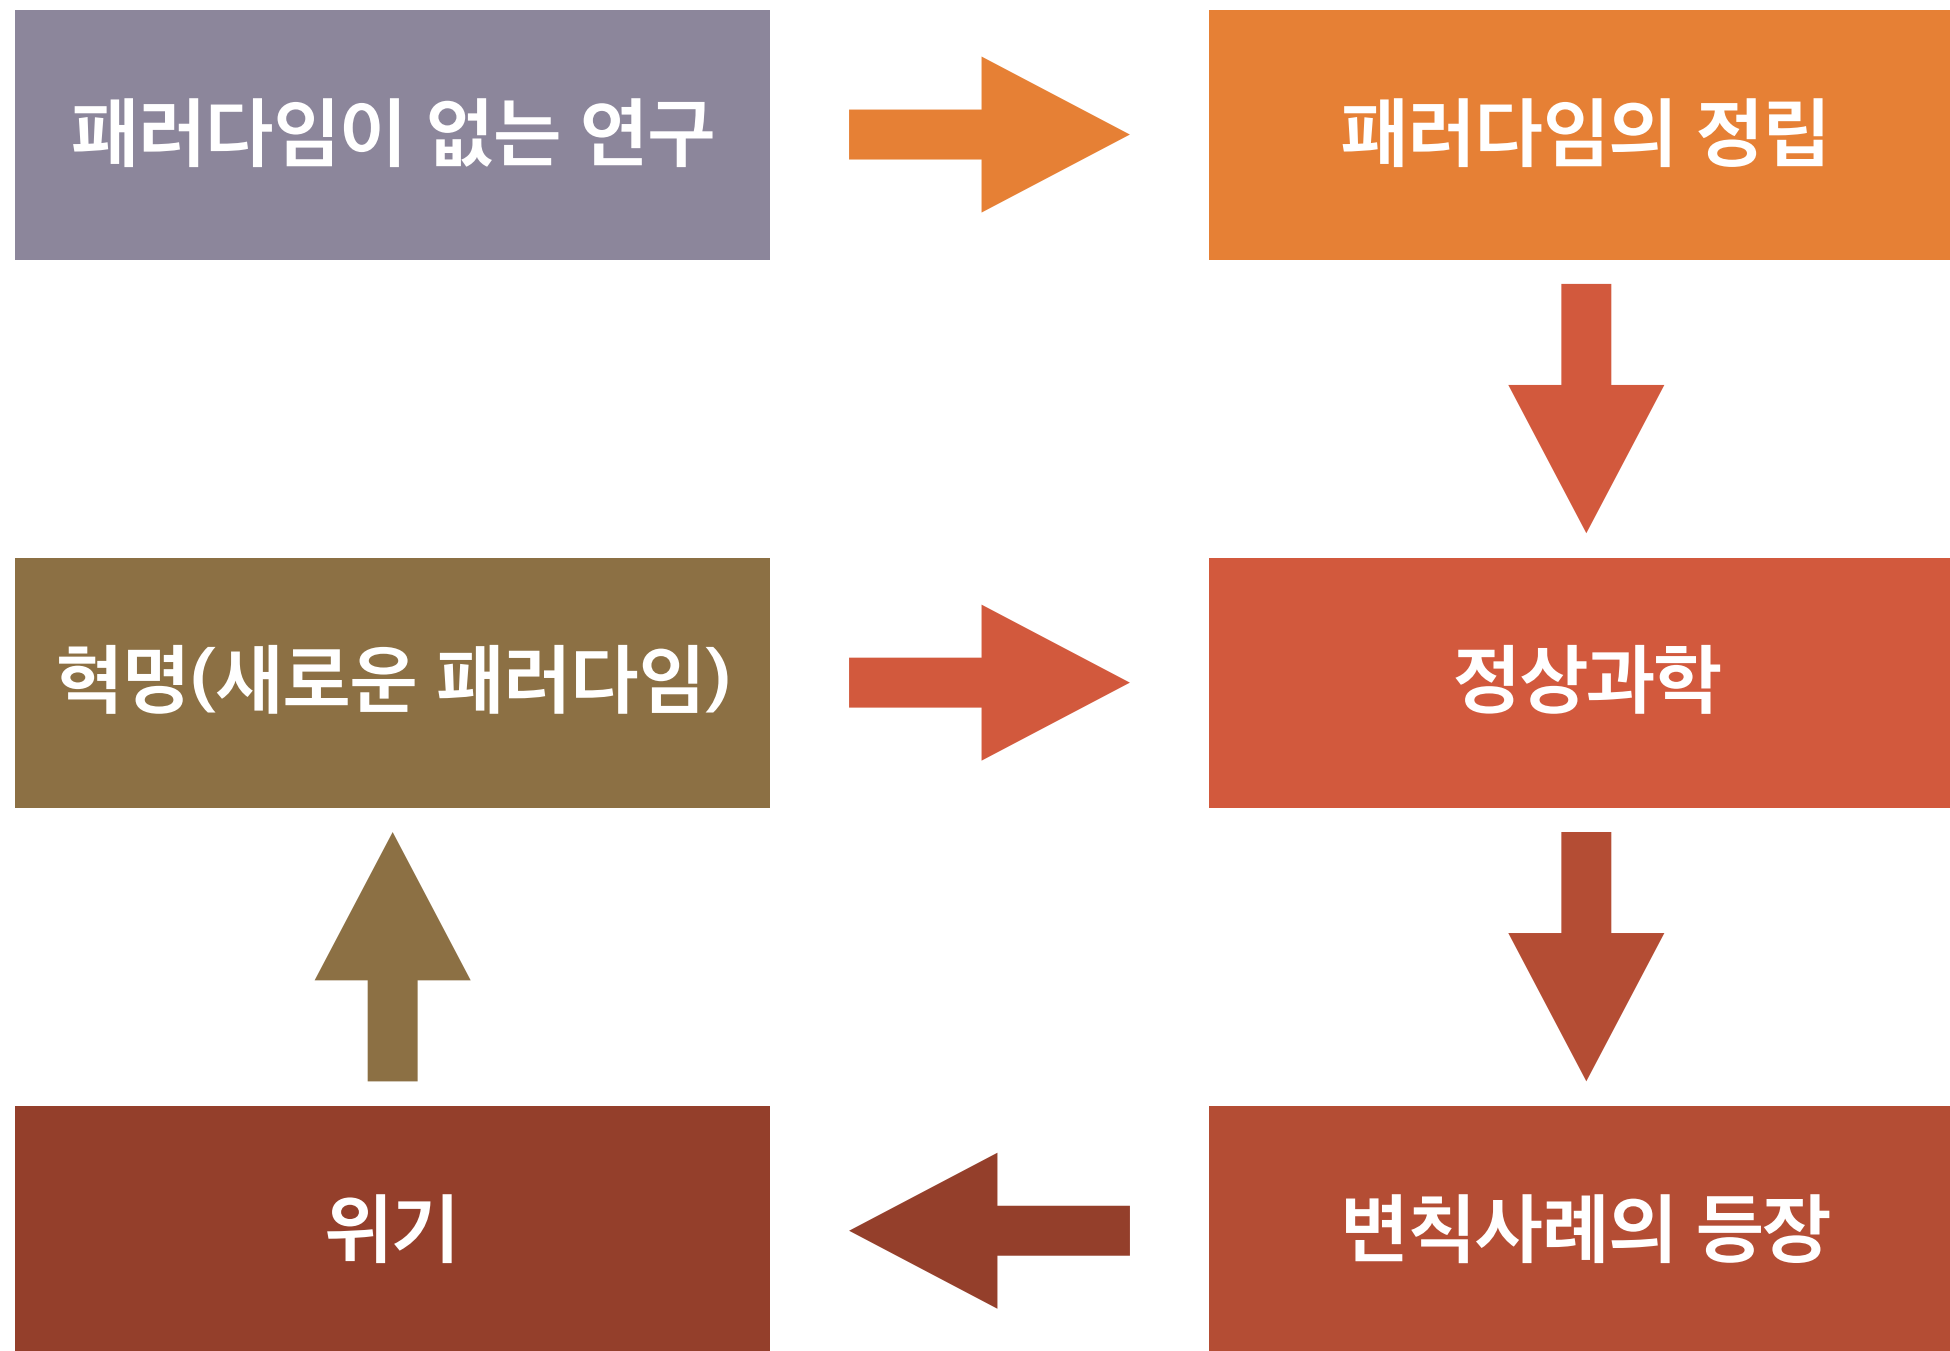 패러다임이 없는 연구
패러다임의 정립
혁명(새로운 패러다임)
정상과학
위기
변칙사례의 등장